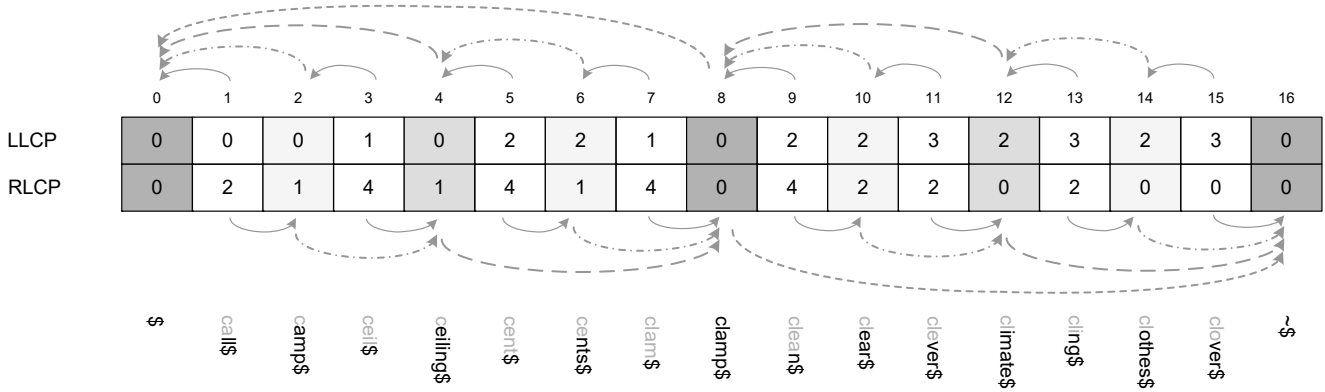 0 1 2 3 4 5 6 7 8 9 10 11 12 13 14 15 16
LLCP 0 0 0 1 0 2 2 1 0 2 2 3 2 3 2 3 0
RLCP 0 2 1 4 1 4 1 4 0 4 2 2 0 2 0 0 0
$
call$
camp$
ceil$
ceiling$
cent$
cents$
clam$
clamp$
clean$
clear$
clever$
climate$
cling$
clothes$
clover$
~$